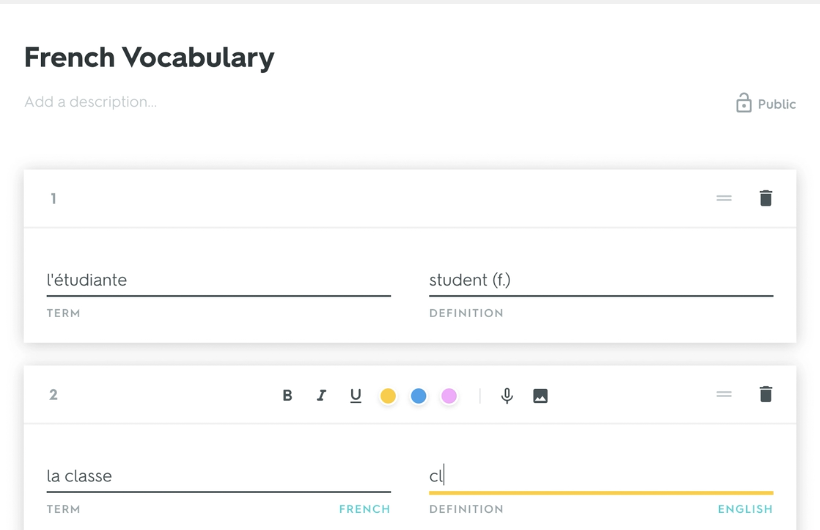 French Vocabulary
Add a description...
Public
1
l'étudiante student (f.)
TERM DEFINITION
2 B I U
la classe cl
TERM FRENCH DEFINITION ENGLISH